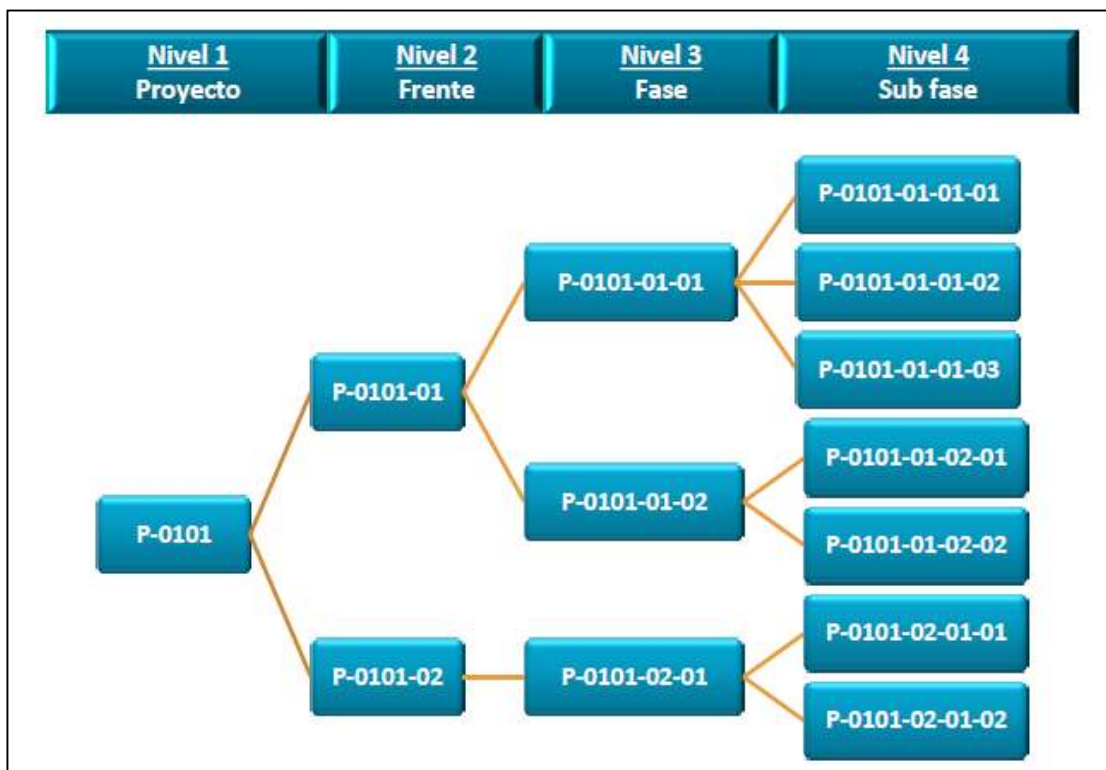 Nivel 1
Proyecto
Nivel 2
Frente
Nivel 3
Fase
Nivel 4
Sub fase
P-0101
P-0101-01
P-0101-02
P-0101-01-01
P-0101-01-02
P-0101-02-01
P-0101-01-01-01
P-0101-01-01-02
P-0101-01-01-03
P-0101-01-02-01
P-0101-01-02-02
P-0101-02-01-01
P-0101-02-01-02